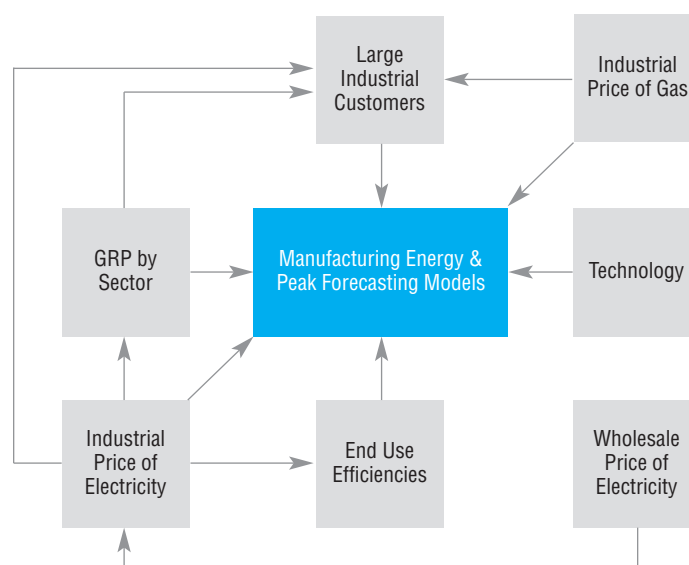 Large
Industrial
Customers
Industrial
Price of Gas
GRP by
Sector
Manufacturing Energy &
Peak Forecasting Models
Technology
Industrial
Price of
Electricity
End Use
Efficiencies
Wholesale
Price of
Electricity